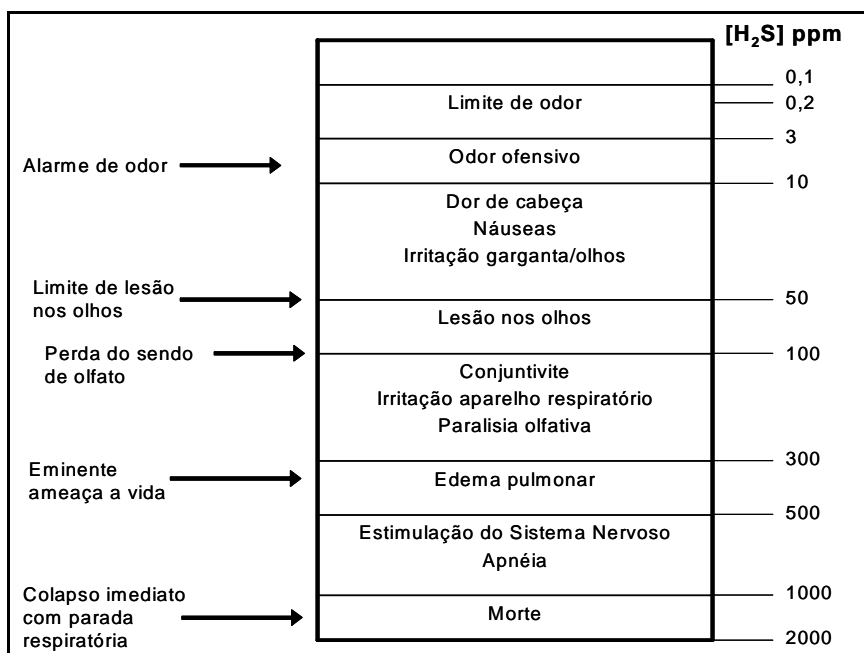 [H₂S] ppm
0,1
Limite de odor
0,2
3
Odor ofensivo
Alarme de odor
10
Dor de cabeça
Náuseas
Irritação garganta/olhos
Limite de lesão
nos olhos
50
Lesão nos olhos
Perda do sendo
de olfato
100
Conjuntivite
Irritação aparelho respiratório
Paralisia olfativa
300
Eminente
ameaça a vida
Edema pulmonar
500
Estimulação do Sistema Nervoso
Apnéia
1000
Colapso imediato
com parada
respiratória
Morte
2000